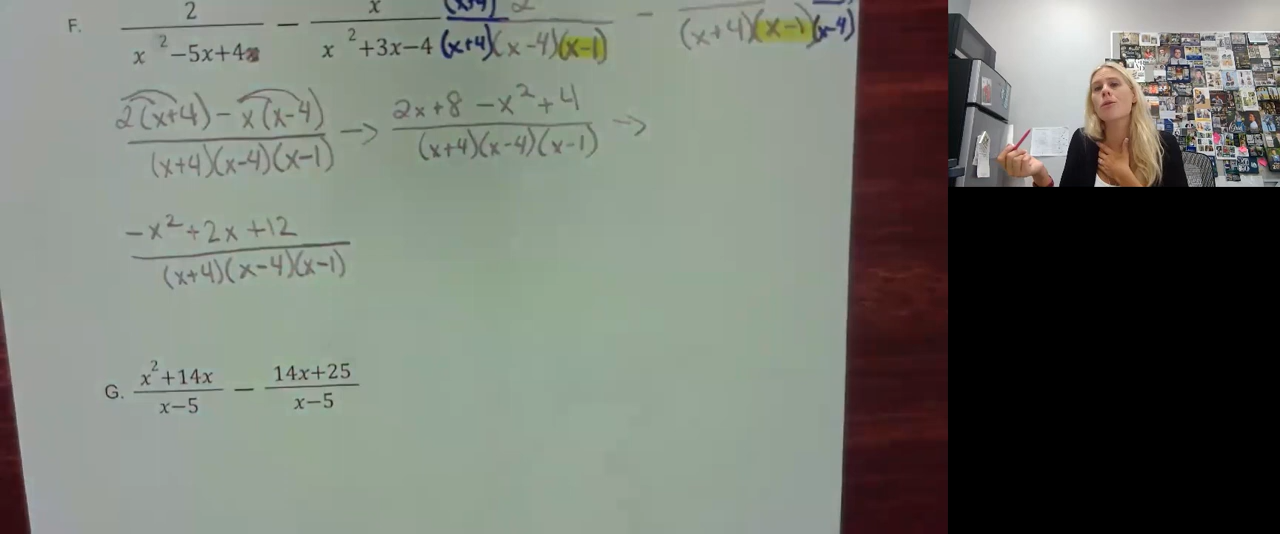 F. 2/(x²−5x+4) − x/(x²+3x−4) (x+4) 2/((x+4)(x−4)(x−1)) − /((x+4)(x−1)(x−4))
(2(x+4) − x(x−4))/((x+4)(x−4)(x−1)) → (2x+8 −x²+4)/((x+4)(x−4)(x−1)) →
(−x²+2x+12)/((x+4)(x−4)(x−1))
G. (x²+14x)/(x−5) − (14x+25)/(x−5)